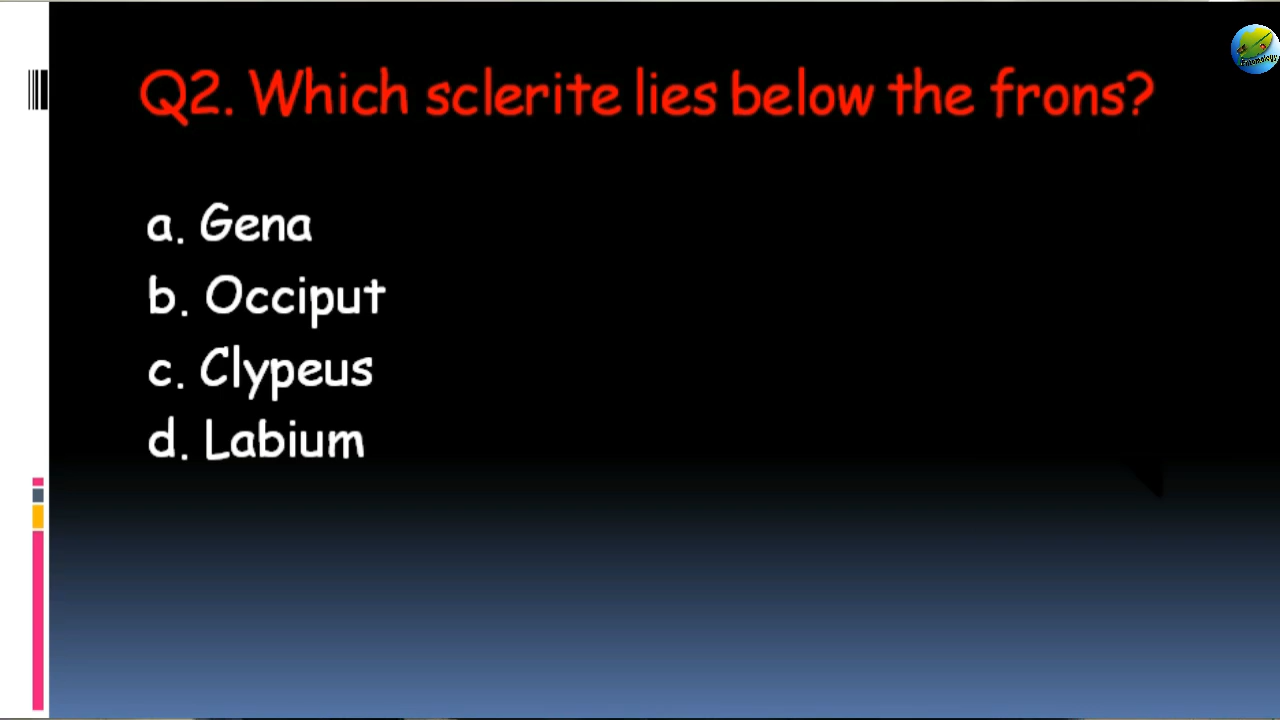 Q2. Which sclerite lies below the frons?
a. Gena
b. Occiput
c. Clypeus
d. Labium